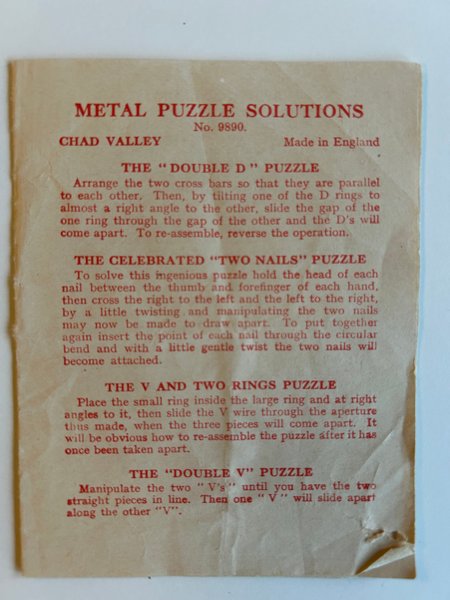 METAL PUZZLE SOLUTIONS
No. 9890.
CHAD VALLEY Made in England
THE "DOUBLE D" PUZZLE
Arrange the two cross bars so that they are parallel
to each other. Then, by tilting one of the D rings to
almost a right angle to the other, slide the gap of the
one ring through the gap of the other and the D's will
come apart. To re-assemble, reverse the operation.
THE CELEBRATED "TWO NAILS" PUZZLE
To solve this ingenious puzzle hold the head of each
nail between the thumb and forefinger of each hand,
then cross the right to the left and the left to the right,
by a little twisting and manipulating the two nails
may now be made to draw apart. To put together
again insert the point of each nail through the circular
bend and with a little gentle twist the two nails will
become attached.
THE V AND TWO RINGS PUZZLE
Place the small ring inside the large ring and at right
angles to it, then slide the V wire through the aperture
thus made, when the three pieces will come apart. It
will be obvious how to re-assemble the puzzle after it has
once been taken apart.
THE "DOUBLE V" PUZZLE
Manipulate the two "V's" until you have the two
straight pieces in line. Then one "V" will slide apart
along the other "V".